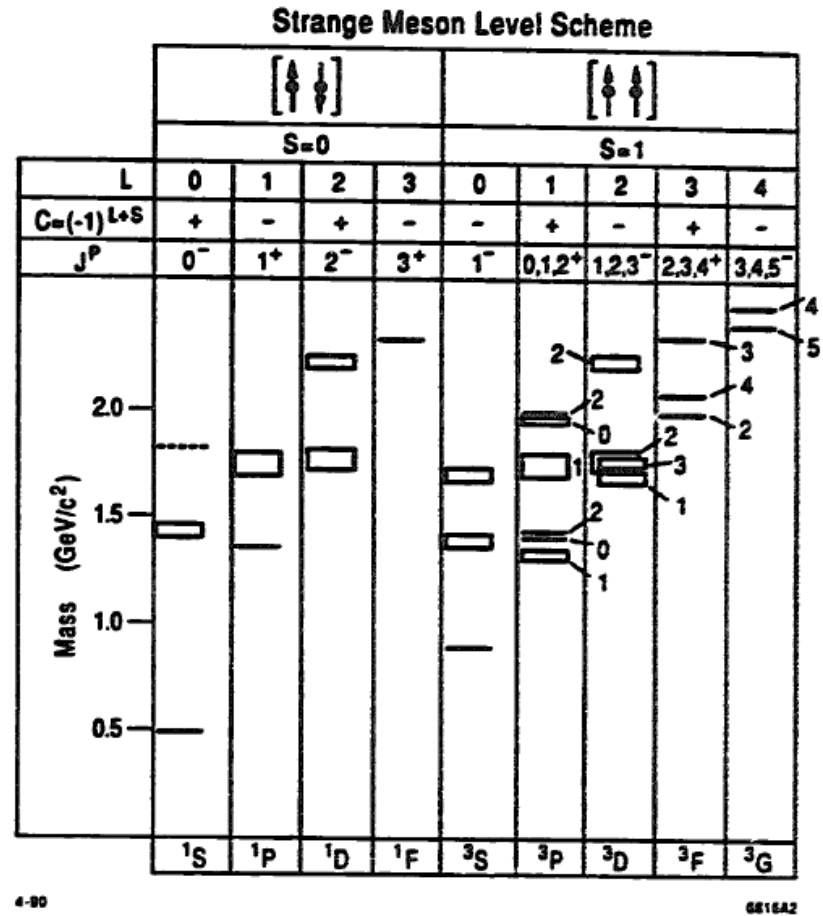 Strange Meson Level Scheme
S=0 S=1
L 0 1 2 3 0 1 2 3 4
C=(-1)^{L+S} + - + - - + - + -
J^P 0^- 1^+ 2^- 3^+ 1^- 0,1,2^+ 1,2,3^- 2,3,4^+ 3,4,5^-
4
5
2 3
2.0 2 4
0 2
2
1 3
1.5 1
2
0
1
1.0
0.5
Mass (GeV/c^2)
^1S ^1P ^1D ^1F ^3S ^3P ^3D ^3F ^3G
4-90 6616A2